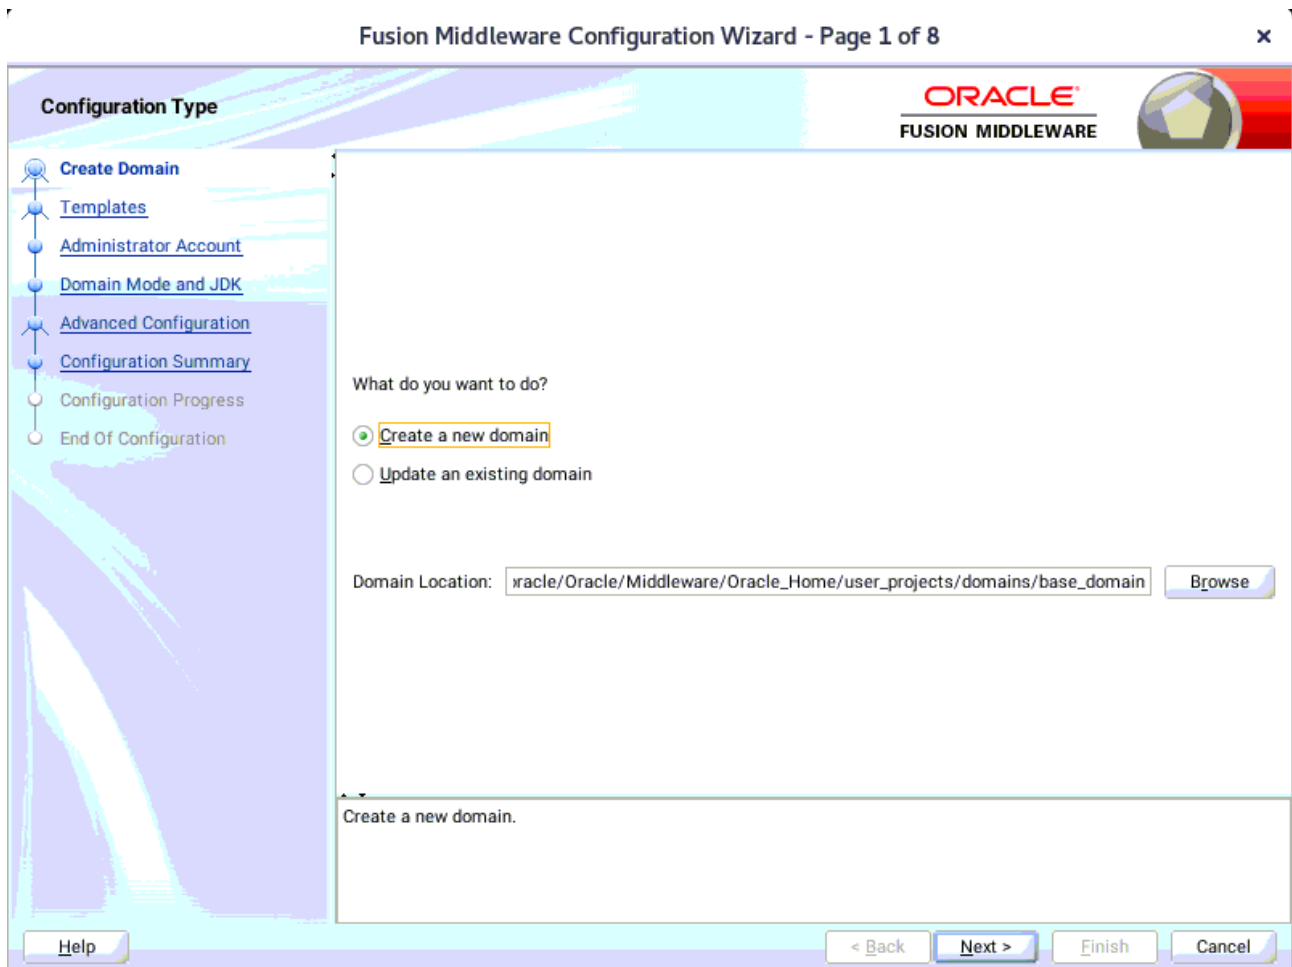 Fusion Middleware Configuration Wizard - Page 1 of 8
Configuration Type
ORACLE
FUSION MIDDLEWARE
Create Domain
Templates
Administrator Account
Domain Mode and JDK
Advanced Configuration
Configuration Summary
Configuration Progress
End Of Configuration
What do you want to do?
Create a new domain
Update an existing domain
Domain Location: racle/Oracle/Middleware/Oracle_Home/user_projects/domains/base_domain Browse
Create a new domain.
Help < Back Next > Finish Cancel